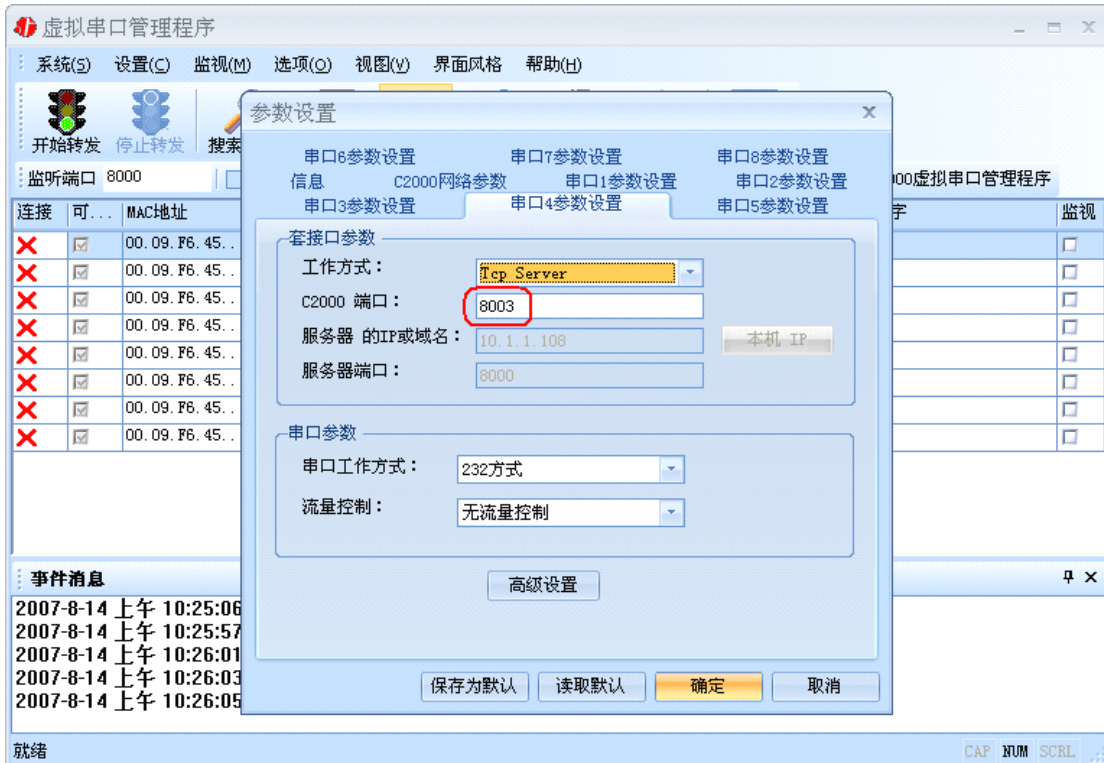 虚拟串口管理程序
系统(S) 设置(C) 监视(M) 选项(O) 视图(V) 界面风格 帮助(H)
开始转发 停止转发 搜索
监听端口 8000
00虚拟串口管理程序
连接 可... MAC地址 字 监视
00.09.F6.45..
00.09.F6.45..
00.09.F6.45..
00.09.F6.45..
00.09.F6.45..
00.09.F6.45..
00.09.F6.45..
00.09.F6.45..
参数设置
串口6参数设置 串口7参数设置 串口8参数设置
信息 C2000网络参数 串口1参数设置 串口2参数设置
串口3参数设置 串口4参数设置 串口5参数设置
套接口参数
工作方式： Tcp Server
C2000 端口： 8003
服务器 的IP或域名： 10.1.1.108 本机 IP
服务器端口： 8000
串口参数
串口工作方式： 232方式
流量控制： 无流量控制
高级设置
保存为默认 读取默认 确定 取消
事件消息
2007-8-14 上午 10:25:06
2007-8-14 上午 10:25:57
2007-8-14 上午 10:26:01
2007-8-14 上午 10:26:03
2007-8-14 上午 10:26:05
就绪 CAP NUM SCRL